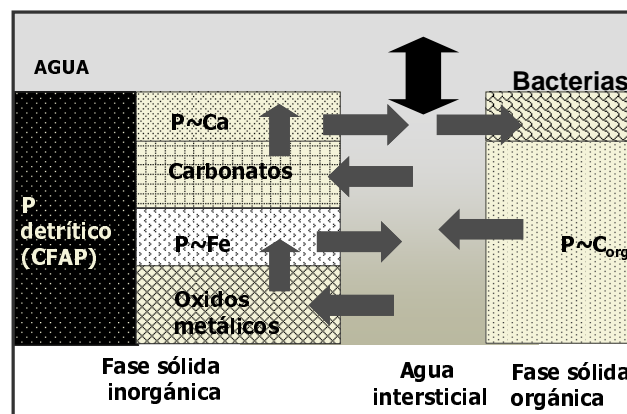 AGUA
Bacterias
P~Ca
Carbonatos
P
detrítico
(CFAP)
P~Fe
P~Corg
Oxidos
metálicos
Fase sólida
inorgánica
Agua
intersticial
Fase sólida
orgánica